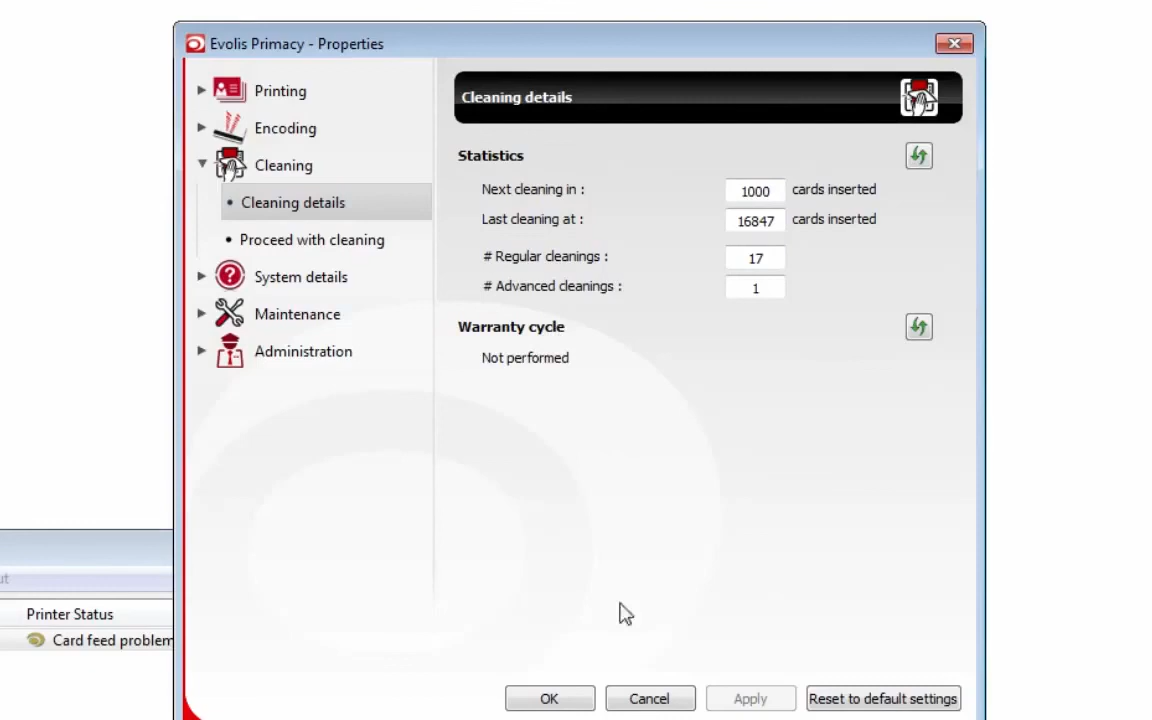 Evolis Primacy - Properties
Printing
Encoding
Cleaning
Cleaning details
Proceed with cleaning
System details
Maintenance
Administration
Cleaning details
Statistics
Next cleaning in : 1000 cards inserted
Last cleaning at : 16847 cards inserted
# Regular cleanings : 17
# Advanced cleanings : 1
Warranty cycle
Not performed
ut
Printer Status
Card feed problem
OK Cancel Apply Reset to default settings